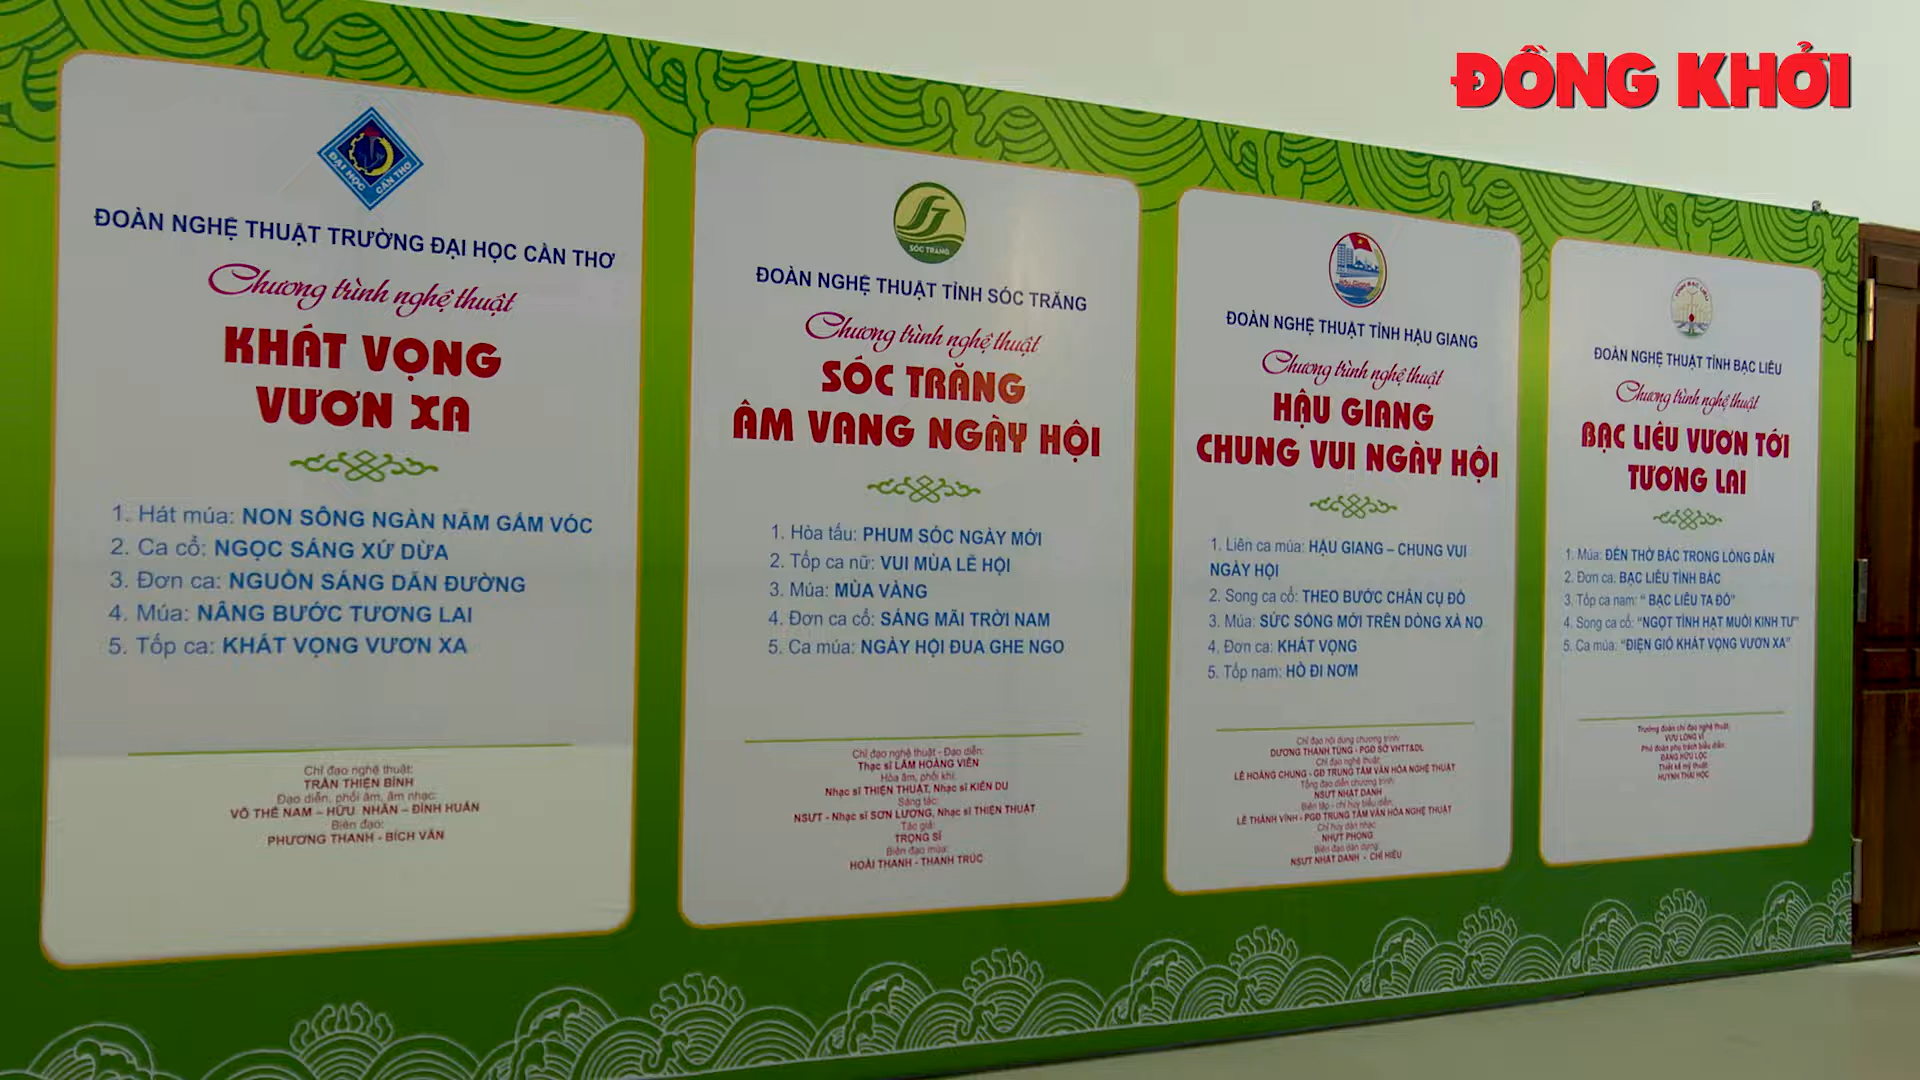 ĐỒNG KHỞI
ĐẠI HỌC CẦN THƠ
ĐOÀN NGHỆ THUẬT TRƯỜNG ĐẠI HỌC CẦN THƠ
Chương trình nghệ thuật
KHÁT VỌNG
VƯƠN XA
1. Hát múa: NON SÔNG NGÀN NĂM GẤM VÓC
2. Ca cổ: NGỌC SÁNG XỨ DỪA
3. Đơn ca: NGUỒN SÁNG DẪN ĐƯỜNG
4. Múa: NÂNG BƯỚC TƯƠNG LAI
5. Tốp ca: KHÁT VỌNG VƯƠN XA
Chỉ đạo nghệ thuật:
TRẦN THIỆN BÌNH
Đạo diễn, phối âm, âm nhạc:
VÕ THẾ NAM – HỮU NHÂN – ĐÌNH HUẤN
Biên đạo:
PHƯƠNG THANH - BÍCH VÂN
SÓC TRĂNG
ĐOÀN NGHỆ THUẬT TỈNH SÓC TRĂNG
Chương trình nghệ thuật
SÓC TRĂNG
ÂM VANG NGÀY HỘI
1. Hòa tấu: PHUM SÓC NGÀY MỚI
2. Tốp ca nữ: VUI MÙA LỄ HỘI
3. Múa: MÙA VÀNG
4. Đơn ca cổ: SÁNG MÃI TRỜI NAM
5. Ca múa: NGÀY HỘI ĐUA GHE NGO
Chỉ đạo nghệ thuật - Đạo diễn:
Thạc sĩ LÂM HOÀNG VIÊN
Hòa âm, phối khí:
Nhạc sĩ THIỆN THUẬT, Nhạc sĩ KIÊN DU
Sáng tác:
NSƯT - Nhạc sĩ SƠN LƯƠNG, Nhạc sĩ THIỆN THUẬT
Tác giả:
TRỌNG SĨ
Biên đạo múa:
HOÀI THANH - THANH TRÚC
Hậu Giang
ĐOÀN NGHỆ THUẬT TỈNH HẬU GIANG
Chương trình nghệ thuật
HẬU GIANG
CHUNG VUI NGÀY HỘI
1. Liên ca múa: HẬU GIANG – CHUNG VUI
NGÀY HỘI
2. Song ca cổ: THEO BƯỚC CHÂN CỤ ĐỒ
3. Múa: SỨC SỐNG MỚI TRÊN DÒNG XÀ NO
4. Đơn ca: KHÁT VỌNG
5. Tốp nam: HÒ ĐI NƠM
Chỉ đạo nội dung chương trình:
DƯƠNG THANH TÙNG - PGĐ SỞ VHTT&DL
Chỉ đạo nghệ thuật:
LÊ HOÀNG CHUNG - GĐ TRUNG TÂM VĂN HÓA NGHỆ THUẬT
Tổng đạo diễn chương trình:
NSƯT NHẤT DANH
Biên tập - chỉ huy biểu diễn:
LÊ THÀNH VĨNH - PGĐ TRUNG TÂM VĂN HÓA NGHỆ THUẬT
Chỉ huy dàn nhạc
NHỰT PHONG
Biên đạo dàn dựng:
NSƯT NHẤT DANH - CHÍ HIẾU
TỈNH BẠC LIÊU
ĐOÀN NGHỆ THUẬT TỈNH BẠC LIÊU
Chương trình nghệ thuật
BẠC LIÊU VƯƠN TỚI
TƯƠNG LAI
1. Múa: ĐỀN THỜ BÁC TRONG LÒNG DÂN
2. Đơn ca: BẠC LIÊU TÌNH BÁC
3. Tốp ca nam: “ BẠC LIÊU TA ĐÓ”
4. Song ca cổ: “NGỌT TÌNH HẠT MUỐI KINH TƯ”
5. Ca múa: “ĐIỆN GIÓ KHÁT VỌNG VƯƠN XA”
Trưởng đoàn chỉ đạo nghệ thuật:
VƯU LONG VĨ
Phó đoàn phụ trách biểu diễn:
ĐẶNG HỮU LỘC
Thiết kế mỹ thuật:
HUỲNH THÁI HỌC